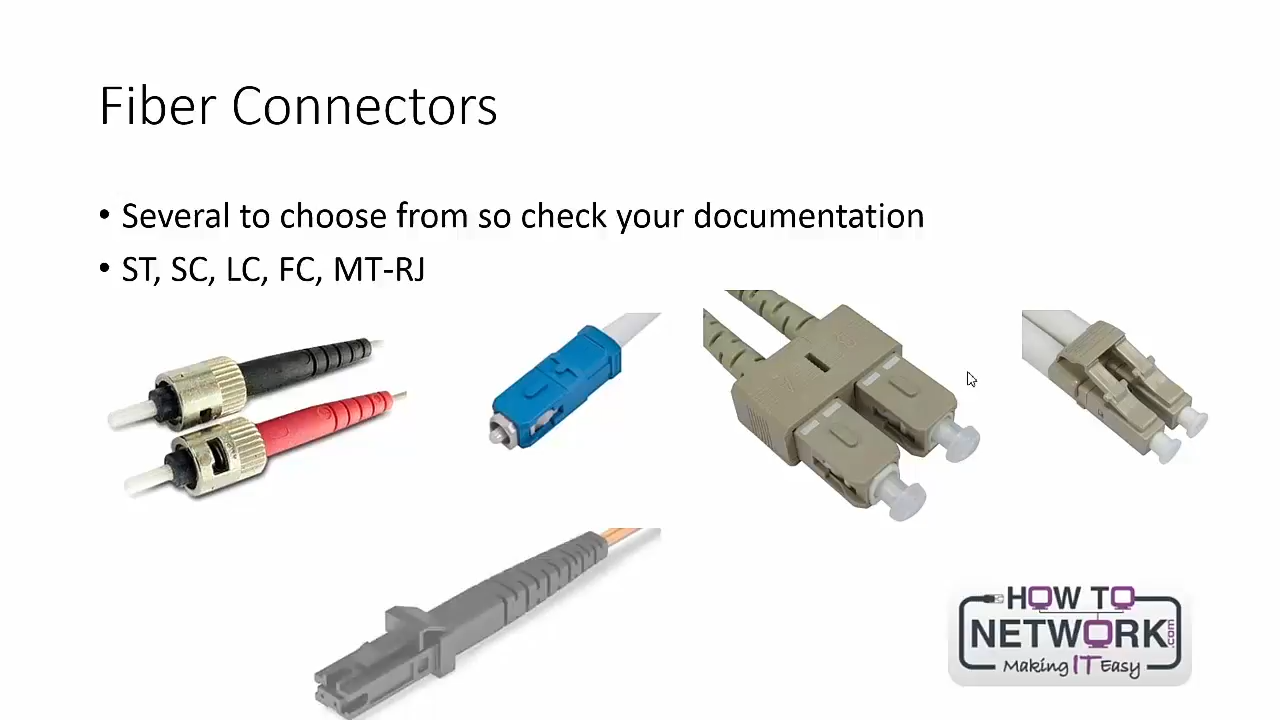 Fiber Connectors
• Several to choose from so check your documentation
• ST, SC, LC, FC, MT-RJ
HOW TO
NETWORK.com
Making IT Easy